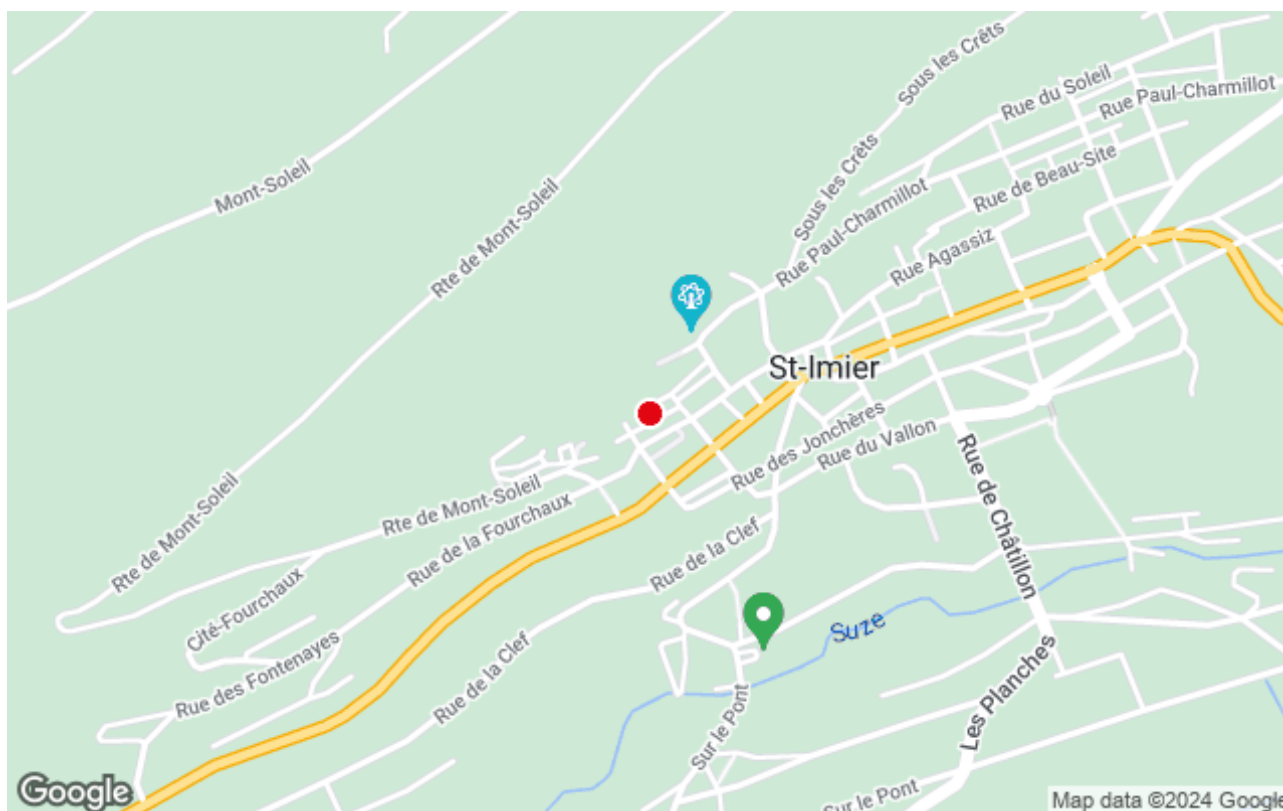 Sous les Crêts
Rue du Soleil
Rue Paul-Charmillot
Mont-Soleil
Rue de Beau-Site
Sous les Crêts
Rte de Mont-Soleil
Rue Paul-Charmillot
Rue Agassiz
St-Imier
Rue des Jonchères
Rue du Vallon
Rue de Châtillon
Rte de Mont-Soleil
Rte de Mont-Soleil
Rue de la Fourchaux
Rue de la Clef
Cité-Fourchaux
Suze
Rue des Fontenayes
Rue de la Clef
Les Planches
Sur le Pont
Sur le Pont
Google
Map data ©2024 Google